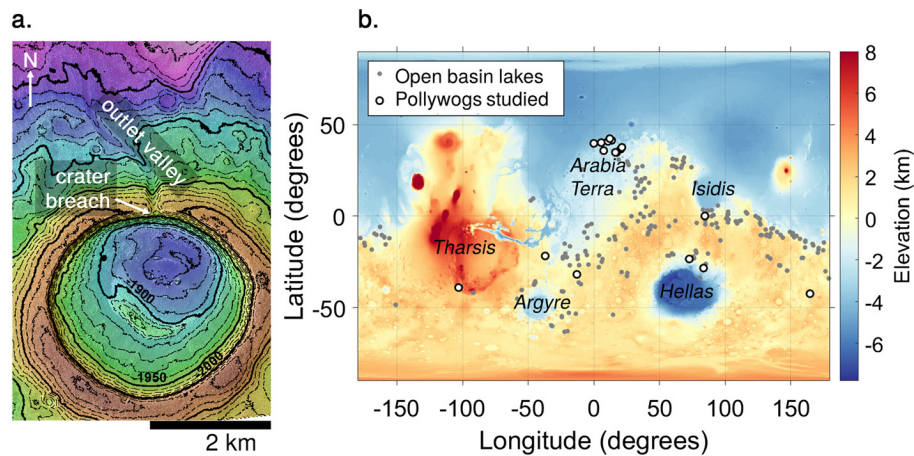 a.
N
outlet valley
crater
breach
-1900
1950
-2000
2 km
b.
Open basin lakes
Pollywogs studied
Arabia
Terra
Isidis
Tharsis
Argyre
Hellas
50
0
-50
Latitude (degrees)
-150 -100 -50 0 50 100 150
Longitude (degrees)
8
6
4
2
0
-2
-4
-6
Elevation (km)